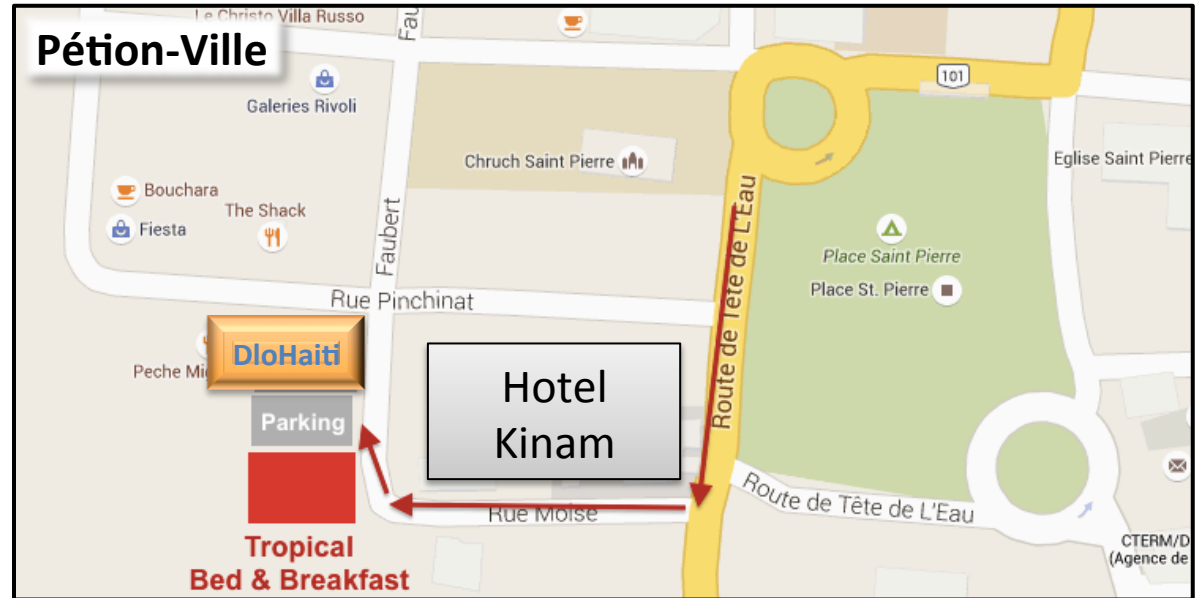 Le Christo Villa Russo
Fau
Pétion-Ville
101
Galeries Rivoli
Chruch Saint Pierre
Eglise Saint Pierre
Bouchara
The Shack
Fiesta
Faubert
Route de Tête de L'Eau
Place Saint Pierre
Place St. Pierre
Rue Pinchinat
DloHaiti
Peche Mi
Hotel
Kinam
Parking
Rue Moise
Route de Tête de L'Eau
Tropical
Bed & Breakfast
CTERM/D
(Agence de